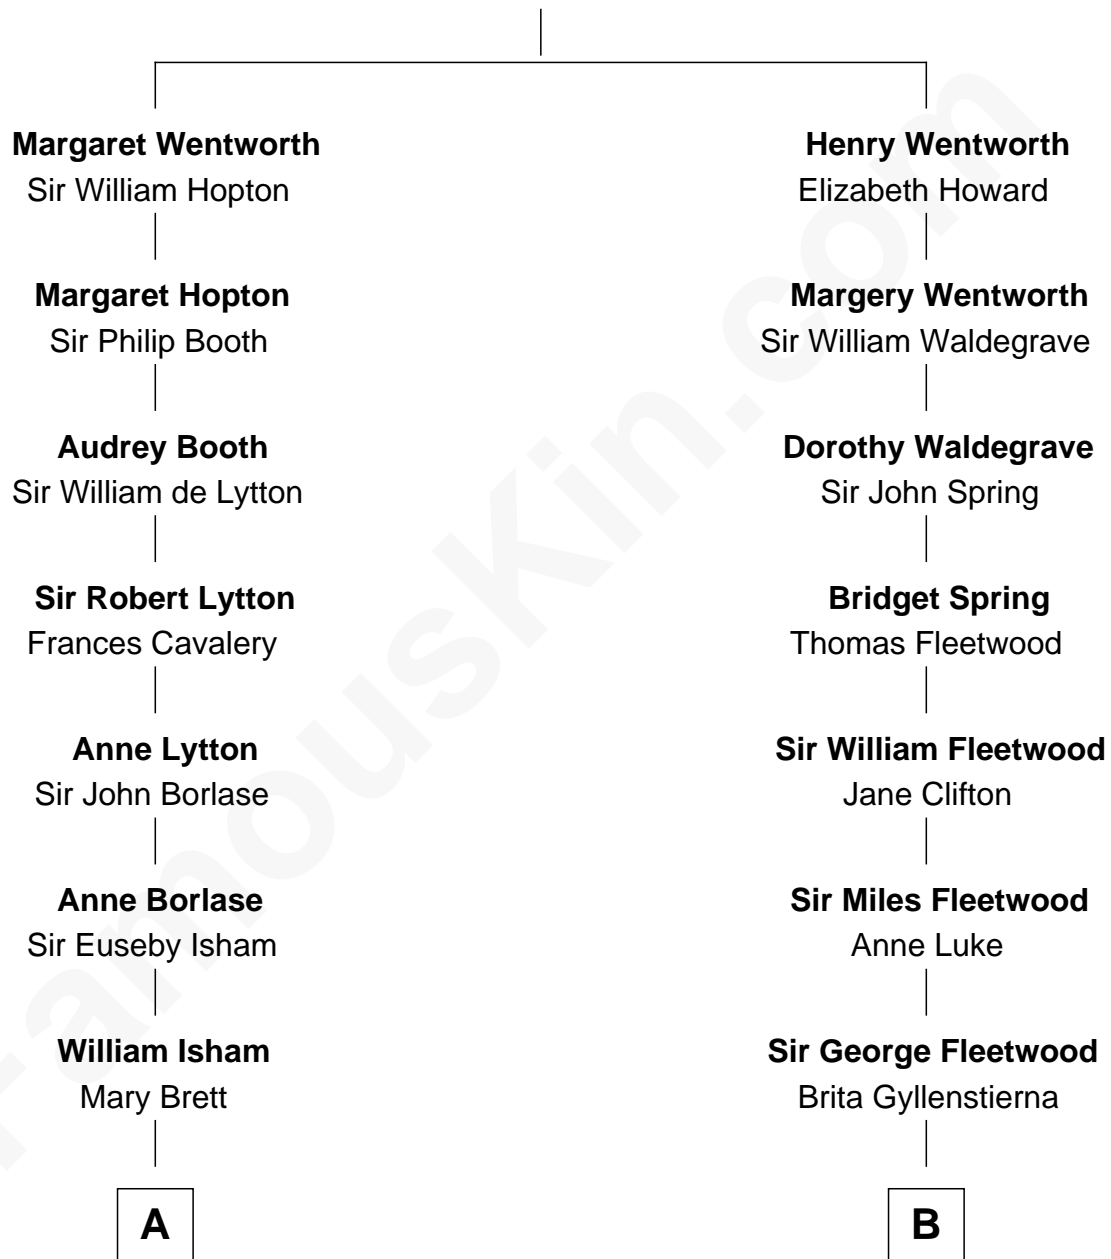 Margaret Wentworth
Sir William Hopton
Margaret Hopton
Sir Philip Booth
Audrey Booth
Sir William de Lytton
Sir Robert Lytton
Frances Cavalery
Anne Lytton
Sir John Borlase
Anne Borlase
Sir Euseby Isham
William Isham
Mary Brett
A
Henry Wentworth
Elizabeth Howard
Margery Wentworth
Sir William Waldegrave
Dorothy Waldegrave
Sir John Spring
Bridget Spring
Thomas Fleetwood
Sir William Fleetwood
Jane Clifton
Sir Miles Fleetwood
Anne Luke
Sir George Fleetwood
Brita Gyllenstierna
B
FamousKin.com